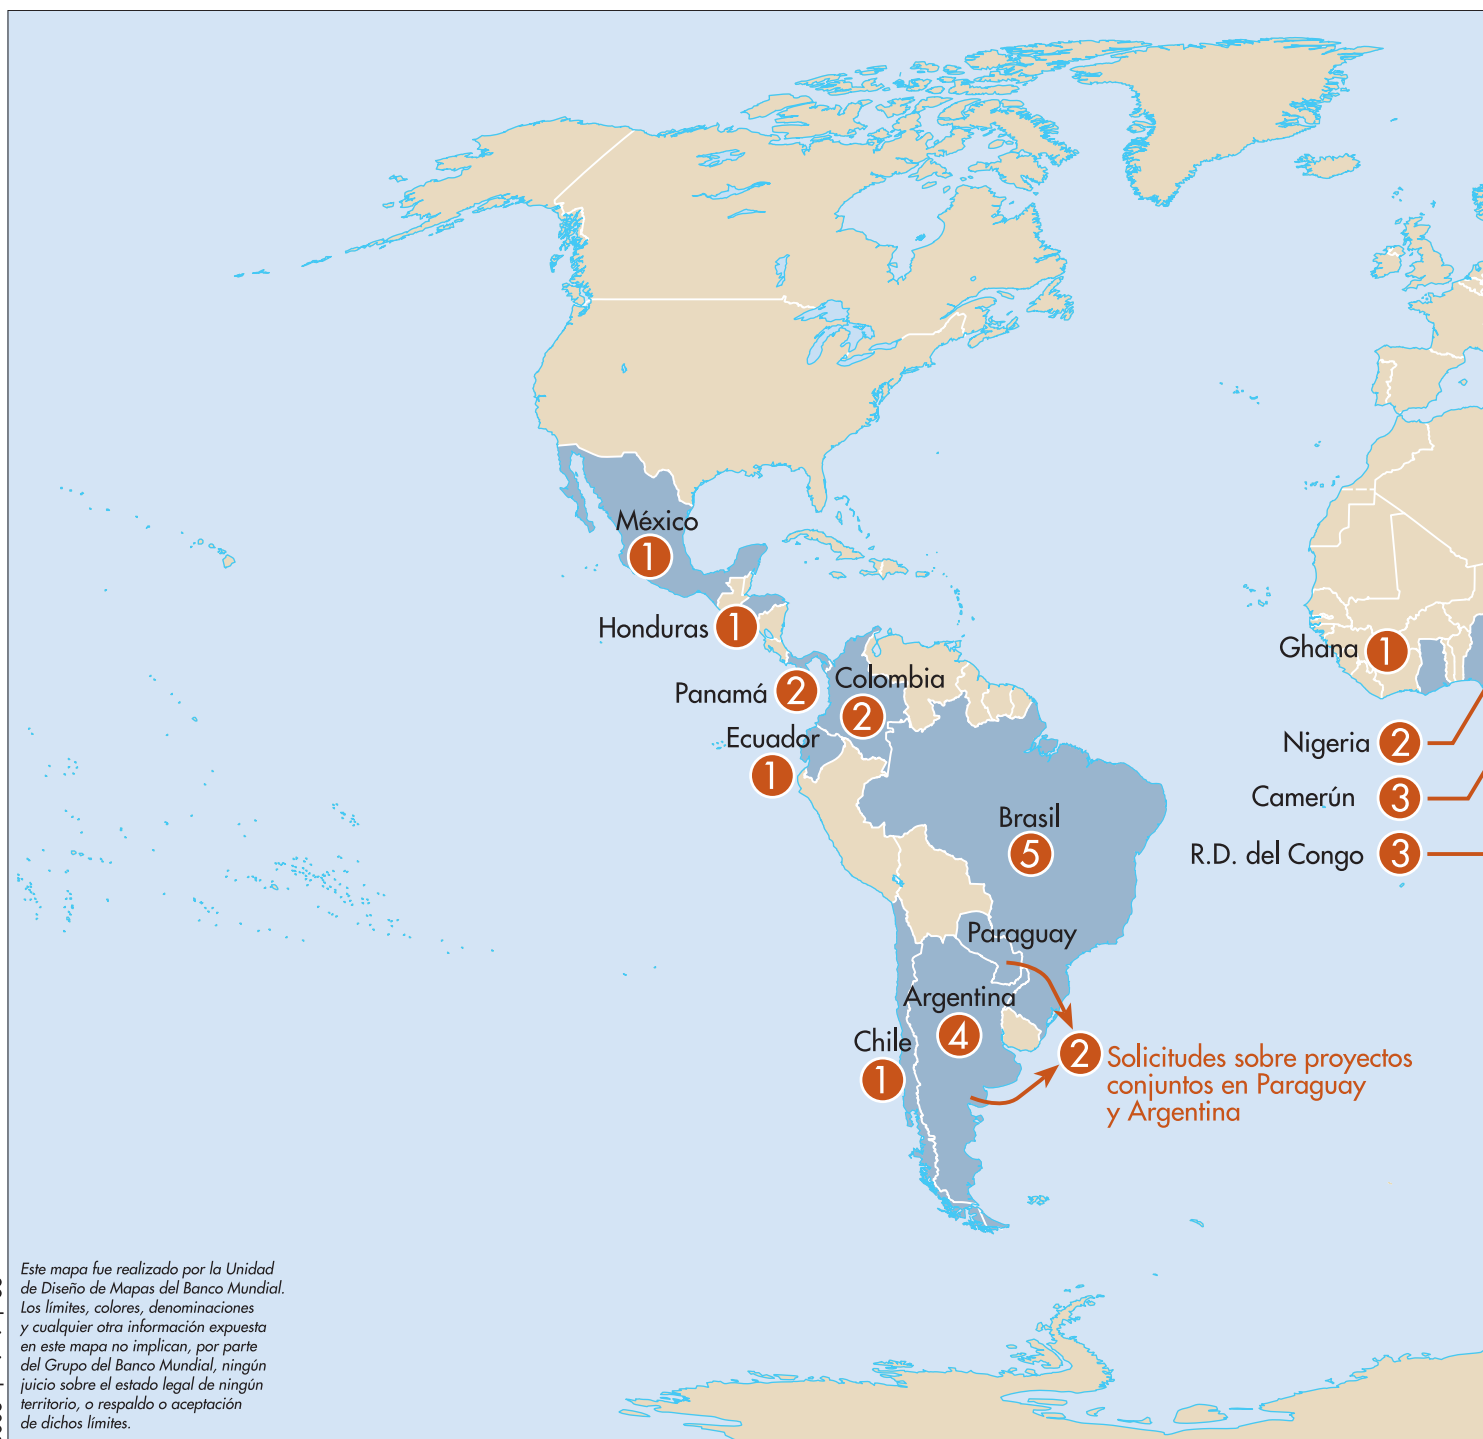 México
1
Honduras 1
Panamá 2
Colombia
2
Ecuador
1
Ghana 1
Nigeria 2
Camerún 3
R.D. del Congo 3
Brasil
5
Paraguay
Argentina
4
Chile
1
2 Solicitudes sobre proyectos
conjuntos en Paraguay
y Argentina
Este mapa fue realizado por la Unidad
de Diseño de Mapas del Banco Mundial.
Los límites, colores, denominaciones
y cualquier otra información expuesta
en este mapa no implican, por parte
del Grupo del Banco Mundial, ningún
juicio sobre el estado legal de ningún
territorio, o respaldo o aceptación
de dichos límites.